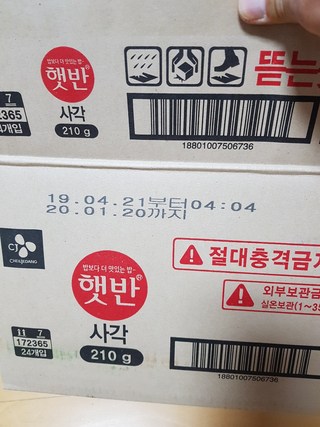 밥보다 더 맛있는 밥~
햇반®
뜯는
7
2365
4개입
사각
210 g
18801007506736
19.04.21부터04:04
20.01.20까지
CJ
CHEILJEDANG
밥보다 더 맛있는 밥~
햇반®
절대충격금지
외부보관금
실온보관(1~35
11 7
172365
24개입
사각
210 g
18801007506736